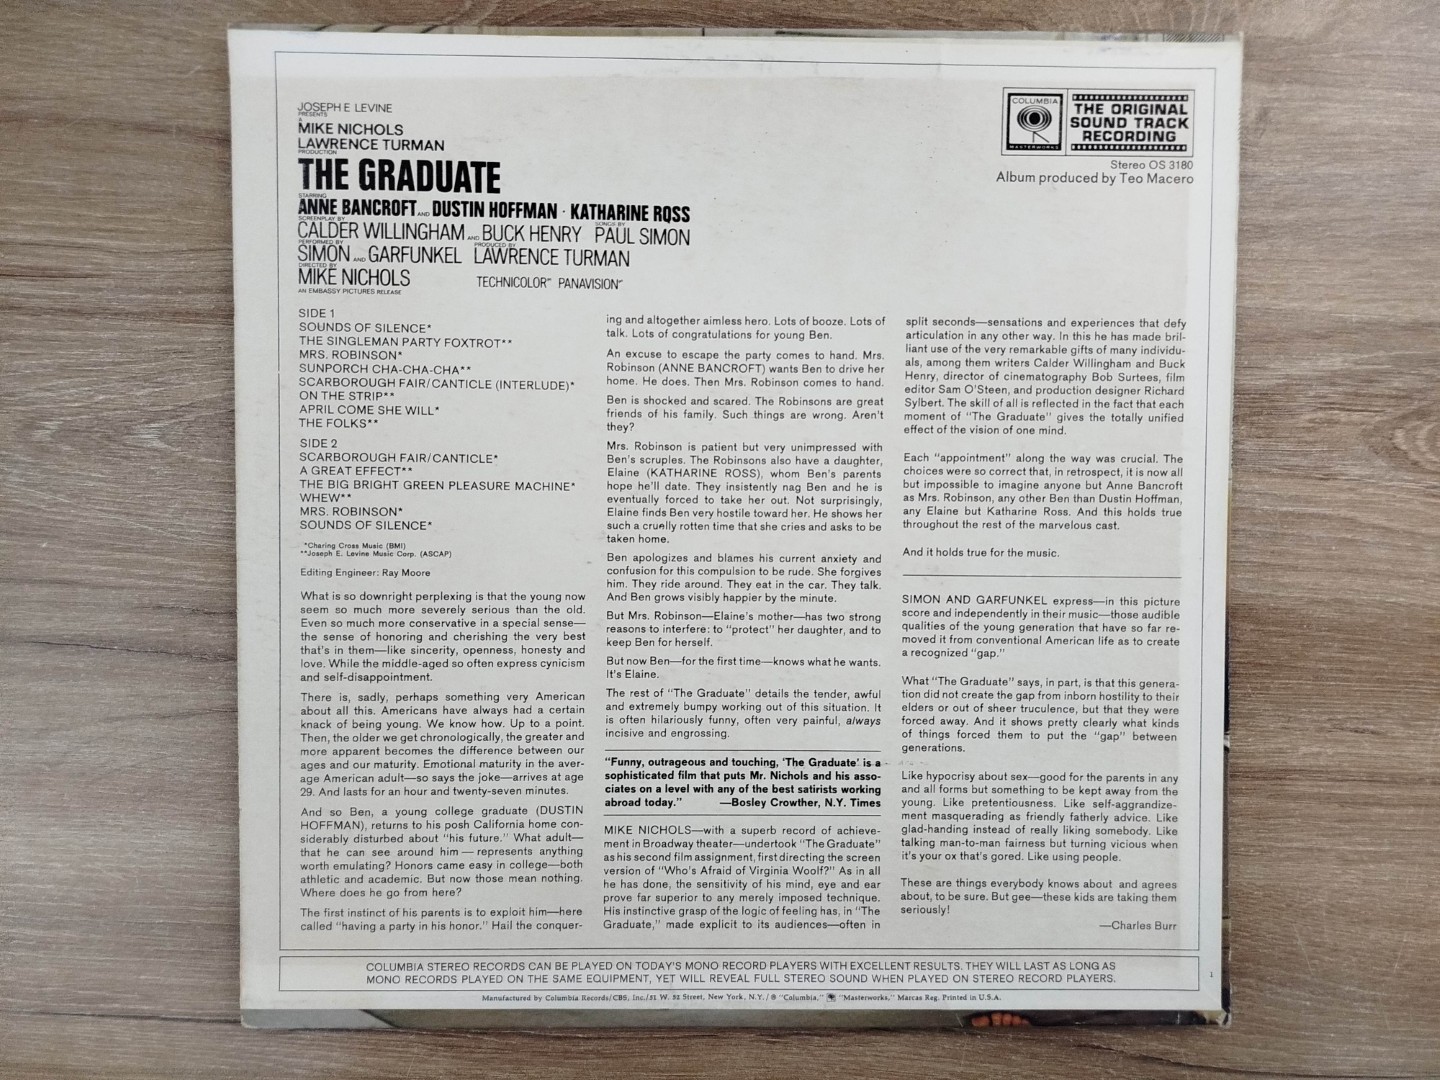 JOSEPH E. LEVINE
PRESENTS
A
MIKE NICHOLS
LAWRENCE TURMAN
PRODUCTION
THE GRADUATE
STARRING
ANNE BANCROFT AND DUSTIN HOFFMAN · KATHARINE ROSS
SCREENPLAY BY SONGS BY
CALDER WILLINGHAM AND BUCK HENRY PAUL SIMON
PERFORMED BY PRODUCED BY
SIMON AND GARFUNKEL LAWRENCE TURMAN
DIRECTED BY
MIKE NICHOLS TECHNICOLOR® PANAVISION®
AN EMBASSY PICTURES RELEASE
COLUMBIA
MASTERWORKS
THE ORIGINAL
SOUND TRACK
RECORDING
Stereo OS 3180
Album produced by Teo Macero
SIDE 1
SOUNDS OF SILENCE*
THE SINGLEMAN PARTY FOXTROT**
MRS. ROBINSON*
SUNPORCH CHA-CHA-CHA**
SCARBOROUGH FAIR/CANTICLE (INTERLUDE)*
ON THE STRIP**
APRIL COME SHE WILL*
THE FOLKS**
SIDE 2
SCARBOROUGH FAIR/CANTICLE*
A GREAT EFFECT**
THE BIG BRIGHT GREEN PLEASURE MACHINE*
WHEW**
MRS. ROBINSON*
SOUNDS OF SILENCE*
*Charing Cross Music (BMI)
**Joseph E. Levine Music Corp. (ASCAP)
Editing Engineer: Ray Moore
What is so downright perplexing is that the young now
seem so much more severely serious than the old.
Even so much more conservative in a special sense—
the sense of honoring and cherishing the very best
that's in them—like sincerity, openness, honesty and
love. While the middle-aged so often express cynicism
and self-disappointment.
There is, sadly, perhaps something very American
about all this. Americans have always had a certain
knack of being young. We know how. Up to a point.
Then, the older we get chronologically, the greater and
more apparent becomes the difference between our
ages and our maturity. Emotional maturity in the aver-
age American adult—so says the joke—arrives at age
29. And lasts for an hour and twenty-seven minutes.
And so Ben, a young college graduate (DUSTIN
HOFFMAN), returns to his posh California home con-
siderably disturbed about "his future." What adult—
that he can see around him — represents anything
worth emulating? Honors came easy in college—both
athletic and academic. But now those mean nothing.
Where does he go from here?
The first instinct of his parents is to exploit him—here
called "having a party in his honor." Hail the conquer-
ing and altogether aimless hero. Lots of booze. Lots of
talk. Lots of congratulations for young Ben.
An excuse to escape the party comes to hand. Mrs.
Robinson (ANNE BANCROFT) wants Ben to drive her
home. He does. Then Mrs. Robinson comes to hand.
Ben is shocked and scared. The Robinsons are great
friends of his family. Such things are wrong. Aren't
they?
Mrs. Robinson is patient but very unimpressed with
Ben's scruples. The Robinsons also have a daughter,
Elaine (KATHARINE ROSS), whom Ben's parents
hope he'll date. They insistently nag Ben and he is
eventually forced to take her out. Not surprisingly,
Elaine finds Ben very hostile toward her. He shows her
such a cruelly rotten time that she cries and asks to be
taken home.
Ben apologizes and blames his current anxiety and
confusion for this compulsion to be rude. She forgives
him. They ride around. They eat in the car. They talk.
And Ben grows visibly happier by the minute.
But Mrs. Robinson—Elaine's mother—has two strong
reasons to interfere: to "protect" her daughter, and to
keep Ben for herself.
But now Ben—for the first time—knows what he wants.
It's Elaine.
The rest of "The Graduate" details the tender, awful
and extremely bumpy working out of this situation. It
is often hilariously funny, often very painful, always
incisive and engrossing.
"Funny, outrageous and touching, 'The Graduate' is a
sophisticated film that puts Mr. Nichols and his asso-
ciates on a level with any of the best satirists working
abroad today." —Bosley Crowther, N.Y. Times
MIKE NICHOLS—with a superb record of achieve-
ment in Broadway theater—undertook "The Graduate"
as his second film assignment, first directing the screen
version of "Who's Afraid of Virginia Woolf?" As in all
he has done, the sensitivity of his mind, eye and ear
prove far superior to any merely imposed technique.
His instinctive grasp of the logic of feeling has, in "The
Graduate," made explicit to its audiences—often in
split seconds—sensations and experiences that defy
articulation in any other way. In this he has made bril-
liant use of the very remarkable gifts of many individu-
als, among them writers Calder Willingham and Buck
Henry, director of cinematography Bob Surtees, film
editor Sam O'Steen, and production designer Richard
Sylbert. The skill of all is reflected in the fact that each
moment of "The Graduate" gives the totally unified
effect of the vision of one mind.
Each "appointment" along the way was crucial. The
choices were so correct that, in retrospect, it is now all
but impossible to imagine anyone but Anne Bancroft
as Mrs. Robinson, any other Ben than Dustin Hoffman,
any Elaine but Katharine Ross. And this holds true
throughout the rest of the marvelous cast.
And it holds true for the music.
SIMON AND GARFUNKEL express—in this picture
score and independently in their music—those audible
qualities of the young generation that have so far re-
moved it from conventional American life as to create
a recognized "gap."
What "The Graduate" says, in part, is that this genera-
tion did not create the gap from inborn hostility to their
elders or out of sheer truculence, but that they were
forced away. And it shows pretty clearly what kinds
of things forced them to put the "gap" between
generations.
Like hypocrisy about sex—good for the parents in any
and all forms but something to be kept away from the
young. Like pretentiousness. Like self-aggrandize-
ment masquerading as friendly fatherly advice. Like
glad-handing instead of really liking somebody. Like
talking man-to-man fairness but turning vicious when
it's your ox that's gored. Like using people.
These are things everybody knows about and agrees
about, to be sure. But gee—these kids are taking them
seriously!
—Charles Burr
COLUMBIA STEREO RECORDS CAN BE PLAYED ON TODAY'S MONO RECORD PLAYERS WITH EXCELLENT RESULTS. THEY WILL LAST AS LONG AS
MONO RECORDS PLAYED ON THE SAME EQUIPMENT, YET WILL REVEAL FULL STEREO SOUND WHEN PLAYED ON STEREO RECORD PLAYERS.
1
Manufactured by Columbia Records/CBS, Inc./51 W. 52 Street, New York, N.Y./® "Columbia," "Masterworks," Marcas Reg. Printed in U.S.A.